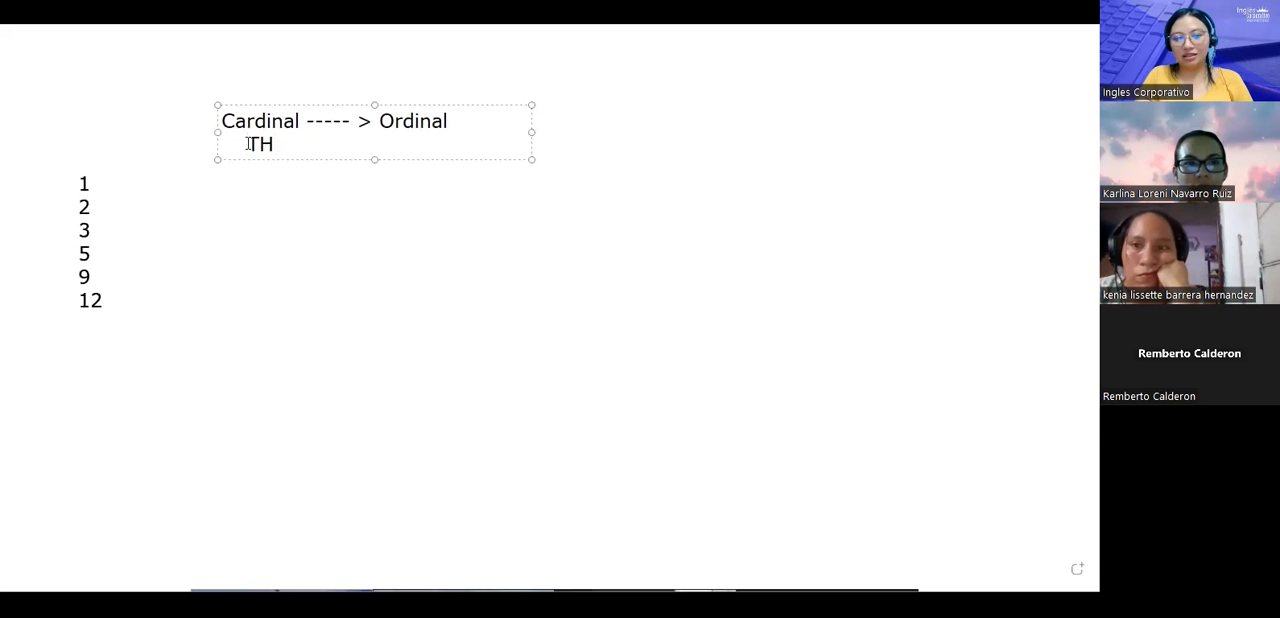 Cardinal ----- > Ordinal
TH
1
2
3
5
9
12
Ingles
Ingles Corporativo
Karlina Loreni Navarro Ruiz
kenia lissette barrera hernandez
Remberto Calderon
Remberto Calderon